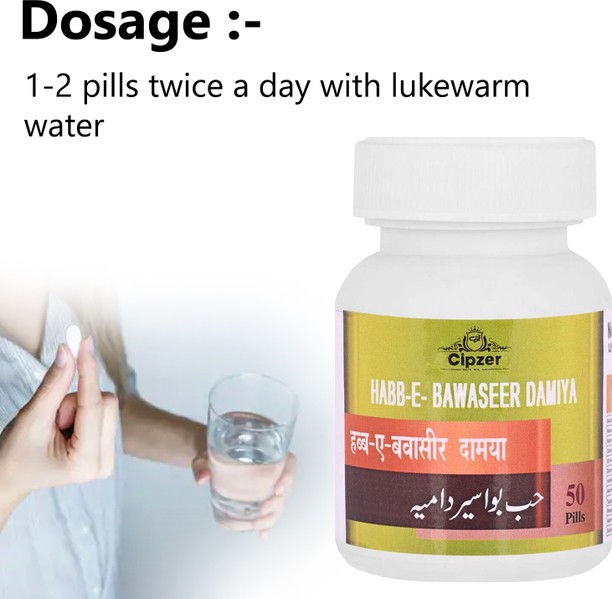 Dosage :-
1-2 pills twice a day with lukewarm
water
Cipzer
HABB-E- BAWASEER DAMIYA
हब्ब-ए-बवासीर दामया
حب بواسیر دامیہ
50
Pills